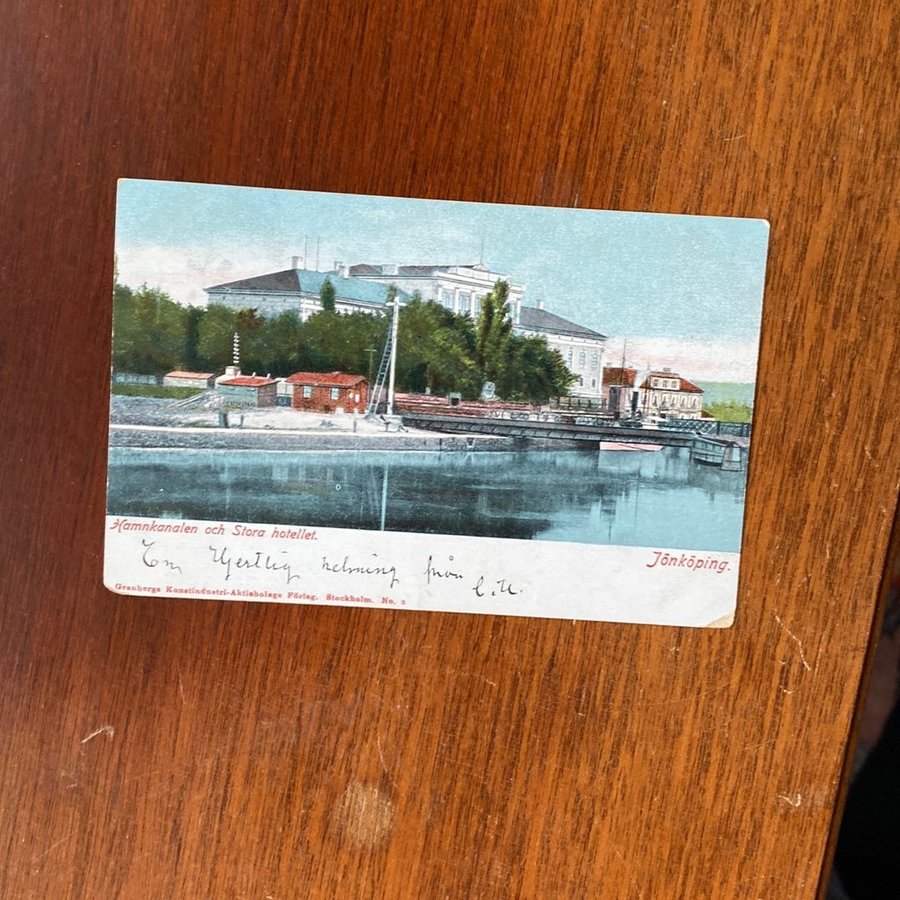 Hamnkanalen och Stora hotellet.
Jönköping.
En Hjertlig helsning från
C.U.
Granbergs Konstindustri-Aktiebolags Förlag. Stockholm. No. 2